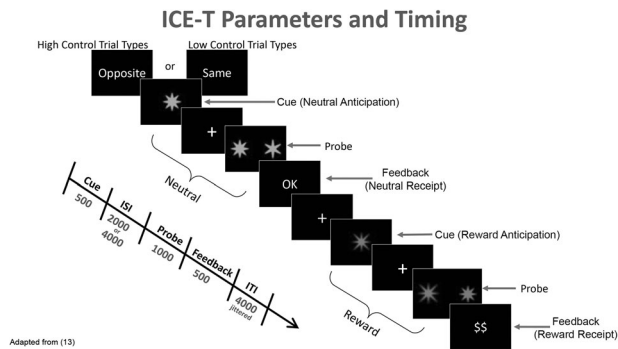 ICE-T Parameters and Timing
High Control Trial Types
Low Control Trial Types
Opposite
or
Same
Cue (Neutral Anticipation)
+
Probe
Neutral
Feedback
(Neutral Receipt)
OK
+
Cue (Reward Anticipation)
+
Probe
Reward
Feedback
(Reward Receipt)
$$
Cue
500
ISI
2000
or
4000
Probe
1000
Feedback
500
ITI
4000
jittered
Adapted from (13)